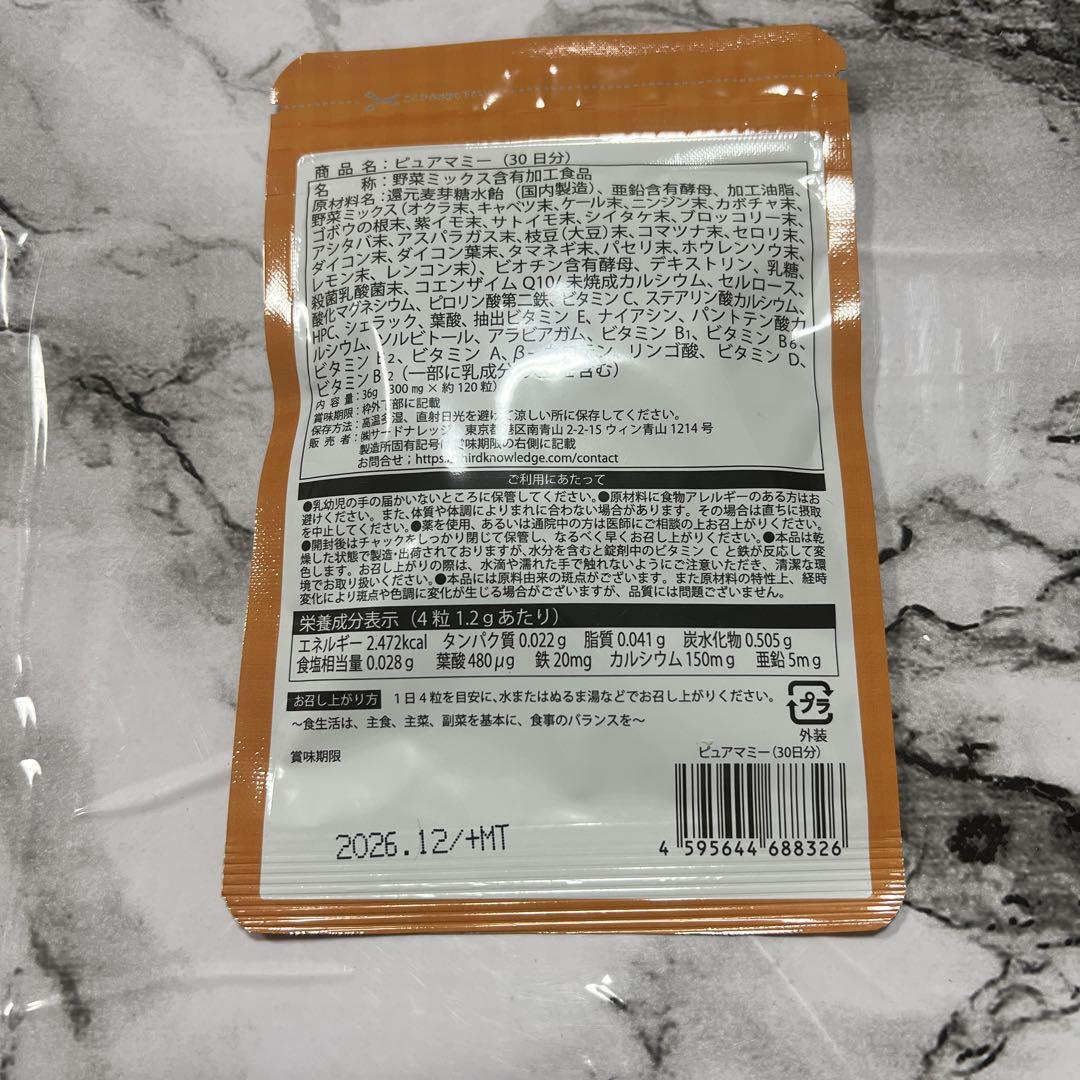 商品名：ピュアマミー（30日分）
名称：野菜ミックス含有加工食品
原材料名：還元麦芽糖水飴（国内製造）、亜鉛含有酵母、加工油脂、
野菜ミックス（オクラ末、キャベツ末、ケール末、ニンジン末、カボチャ末、
ゴボウの根末、紫イモ末、サトイモ末、シイタケ末、ブロッコリー末、
アシタバ末、アスパラガス末、枝豆（大豆）末、コマツナ末、セロリ末、
ダイコン末、ダイコン葉末、タマネギ末、パセリ末、ホウレンソウ末、
レモン末、レンコン末）、ビオチン含有酵母、デキストリン、乳糖、
殺菌乳酸菌末、コエンザイムQ10/未焼成カルシウム、セルロース、
酸化マグネシウム、ピロリン酸第二鉄、ビタミンC、ステアリン酸カルシウム、
HPC、シェラック、葉酸、抽出ビタミンE、ナイアシン、パントテン酸カ
ルシウム、ソルビトール、アラビアガム、ビタミンB1、ビタミンB6、
ビタミンB2、ビタミンA、β- リンゴ酸、ビタミンD、
ビタミンB12（一部に乳成分 を含む）
内容量：36g（300mg×約120粒）
賞味期限：枠外下部に記載
保存方法：高温多湿、直射日光を避けて涼しい所に保存してください。
販売者：㈱サードナレッジ 東京都港区南青山2-2-15 ウィン青山1214号
製造所固有記号は賞味期限の右側に記載
お問合せ；https://thirdknowledge.com/contact
ご利用にあたって
●乳幼児の手の届かないところに保管してください。●原材料に食物アレルギーのある方はお
避けください。また、体質や体調によりまれに合わない場合があります。その場合は直ちに摂取
を中止してください。●薬を使用、あるいは通院中の方は医師にご相談の上お召上がりください。
●開封後はチャックをしっかり閉じて保管し、なるべく早くお召上がりください。●本品は乾
燥した状態で製造・出荷されておりますが、水分を含むと錠剤中のビタミンCと鉄が反応して変
色します。お召し上がりの際は、水滴や濡れた手で触れないようにご注意いただき、清潔な環
境でお取り扱いください。●本品には原料由来の斑点がございます。また原材料の特性上、経時
変化により斑点や色調に変化が生じる場合がございますが、品質には問題ございません。
栄養成分表示（4粒1.2gあたり）
エネルギー2.472kcal タンパク質0.022g 脂質0.041g 炭水化物0.505g
食塩相当量0.028g 葉酸480μg 鉄20mg カルシウム150mg 亜鉛5mg
お召し上がり方 1日4粒を目安に、水またはぬるま湯などでお召し上がりください。
〜食生活は、主食、主菜、副菜を基本に、食事のバランスを〜
プラ
外装
賞味期限
ピュアマミー（30日分）
2026.12/+MT
4 595644 688326